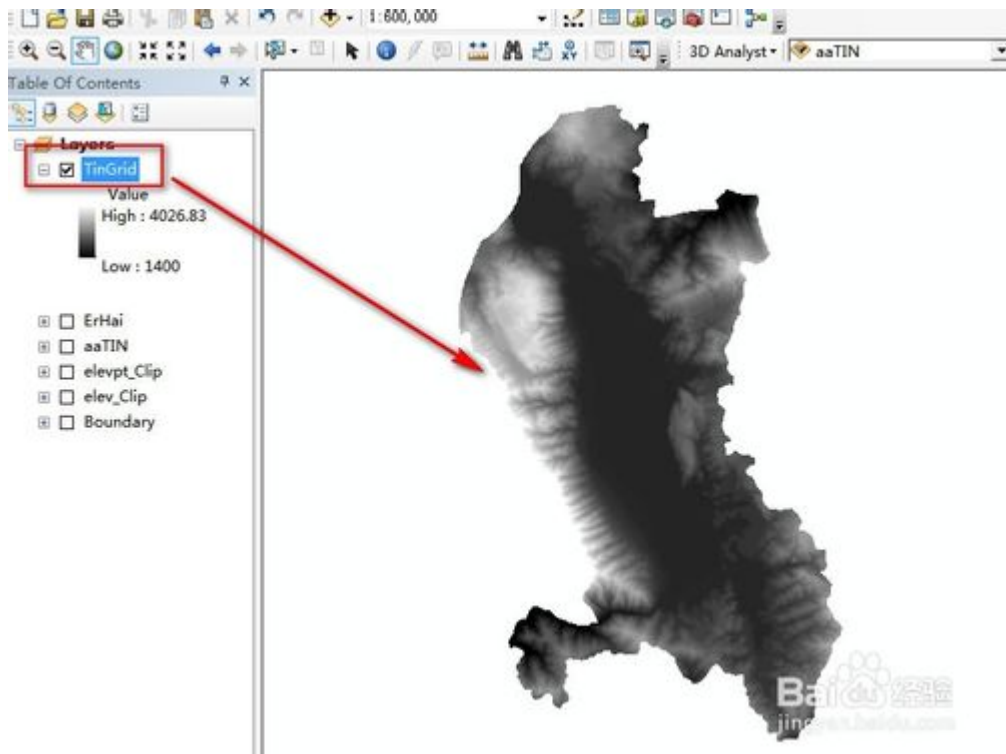 1:600,000
3D Analyst
aaTIN
Table Of Contents
Layers
TinGrid
Value
High : 4026.83
Low : 1400
ErHai
aaTIN
elevpt_Clip
elev_Clip
Boundary
Baidu 经验
jingyan.baidu.com